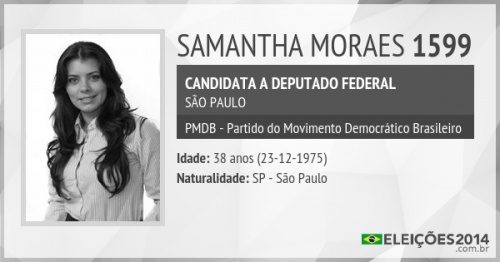 SAMANTHA MORAES 1599
CANDIDATA A DEPUTADO FEDERAL
SÃO PAULO
PMDB - Partido do Movimento Democrático Brasileiro
Idade: 38 anos (23-12-1975)
Naturalidade: SP - São Paulo
ELEIÇÕES2014
.com.br